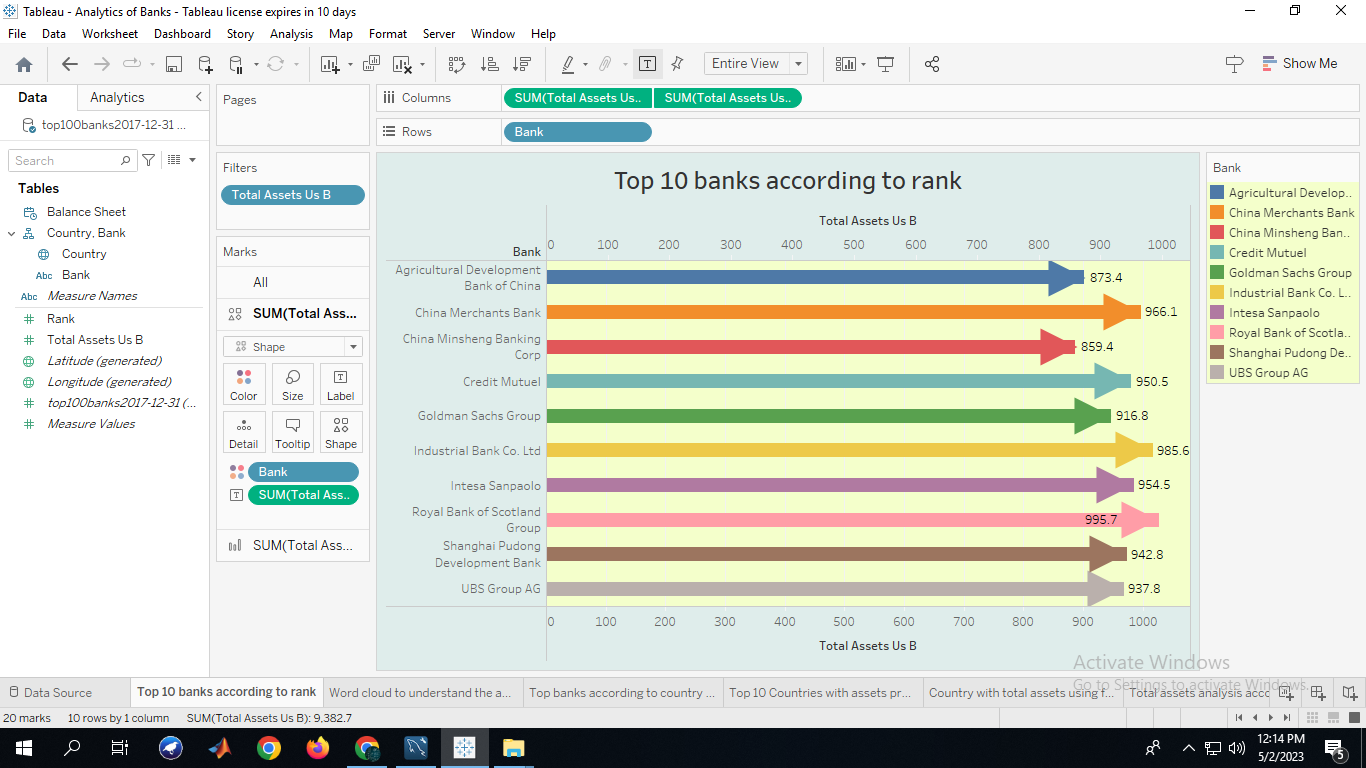 Tableau - Analytics of Banks - Tableau license expires in 10 days
File Data Worksheet Dashboard Story Analysis Map Format Server Window Help
Entire View
Show Me
Data Analytics
top100banks2017-12-31 ...
Search
Tables
Balance Sheet
Country, Bank
Country
Abc Bank
Abc Measure Names
Rank
Total Assets Us B
Latitude (generated)
Longitude (generated)
top100banks2017-12-31 (...
Measure Values
Pages
Filters
Total Assets Us B
Marks
All
SUM(Total Ass...
Shape
Color Size Label
Detail Tooltip Shape
Bank
SUM(Total Ass..
SUM(Total Ass...
Columns SUM(Total Assets Us.. SUM(Total Assets Us..
Rows Bank
Top 10 banks according to rank
Total Assets Us B
Bank 0 100 200 300 400 500 600 700 800 900 1000
Agricultural Development
Bank of China 873.4
China Merchants Bank 966.1
China Minsheng Banking
Corp 859.4
Credit Mutuel 950.5
Goldman Sachs Group 916.8
Industrial Bank Co. Ltd 985.6
Intesa Sanpaolo 954.5
Royal Bank of Scotland
Group 995.7
Shanghai Pudong
Development Bank 942.8
UBS Group AG 937.8
0 100 200 300 400 500 600 700 800 900 1000
Total Assets Us B
Bank
Agricultural Develop..
China Merchants Bank
China Minsheng Ban..
Credit Mutuel
Goldman Sachs Group
Industrial Bank Co. L..
Intesa Sanpaolo
Royal Bank of Scotla..
Shanghai Pudong De..
UBS Group AG
Activate Windows
Go to Settings to activate Windows.
Data Source Top 10 banks according to rank Word cloud to understand the a... Top banks according to country ... Top 10 Countries with assets pr... Country with total assets using f... Total assets analysis acco
20 marks 10 rows by 1 column SUM(Total Assets Us B): 9,382.7
12:14 PM
5/2/2023
5